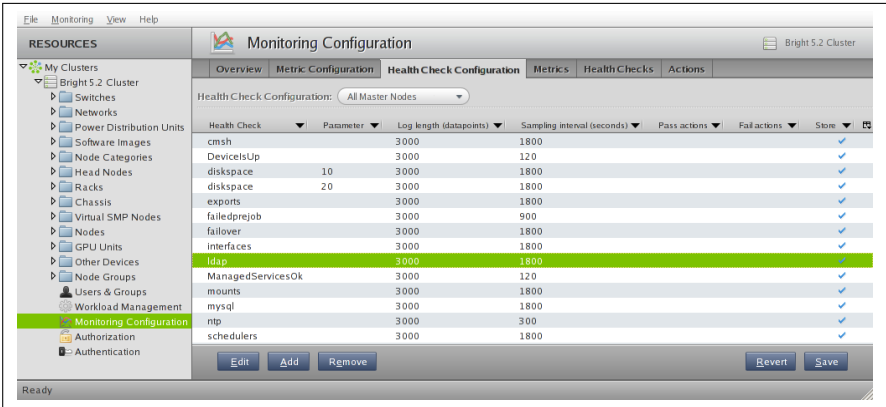 File Monitoring View Help
RESOURCES
My Clusters
Bright 5.2 Cluster
Switches
Networks
Power Distribution Units
Software Images
Node Categories
Head Nodes
Racks
Chassis
Virtual SMP Nodes
Nodes
GPU Units
Other Devices
Node Groups
Users & Groups
Workload Management
Monitoring Configuration
Authorization
Authentication
Monitoring Configuration
Bright 5.2 Cluster
Overview Metric Configuration Health Check Configuration Metrics Health Checks Actions
Health Check Configuration: All Master Nodes
Health Check Parameter Log length (datapoints) Sampling interval (seconds) Pass actions Fail actions Store
cmsh 3000 1800
DeviceIsUp 3000 120
diskspace 10 3000 1800
diskspace 20 3000 1800
exports 3000 1800
failedprejob 3000 900
failover 3000 1800
interfaces 3000 1800
ldap 3000 1800
ManagedServicesOk 3000 120
mounts 3000 1800
mysql 3000 1800
ntp 3000 300
schedulers 3000 1800
Edit Add Remove Revert Save
Ready